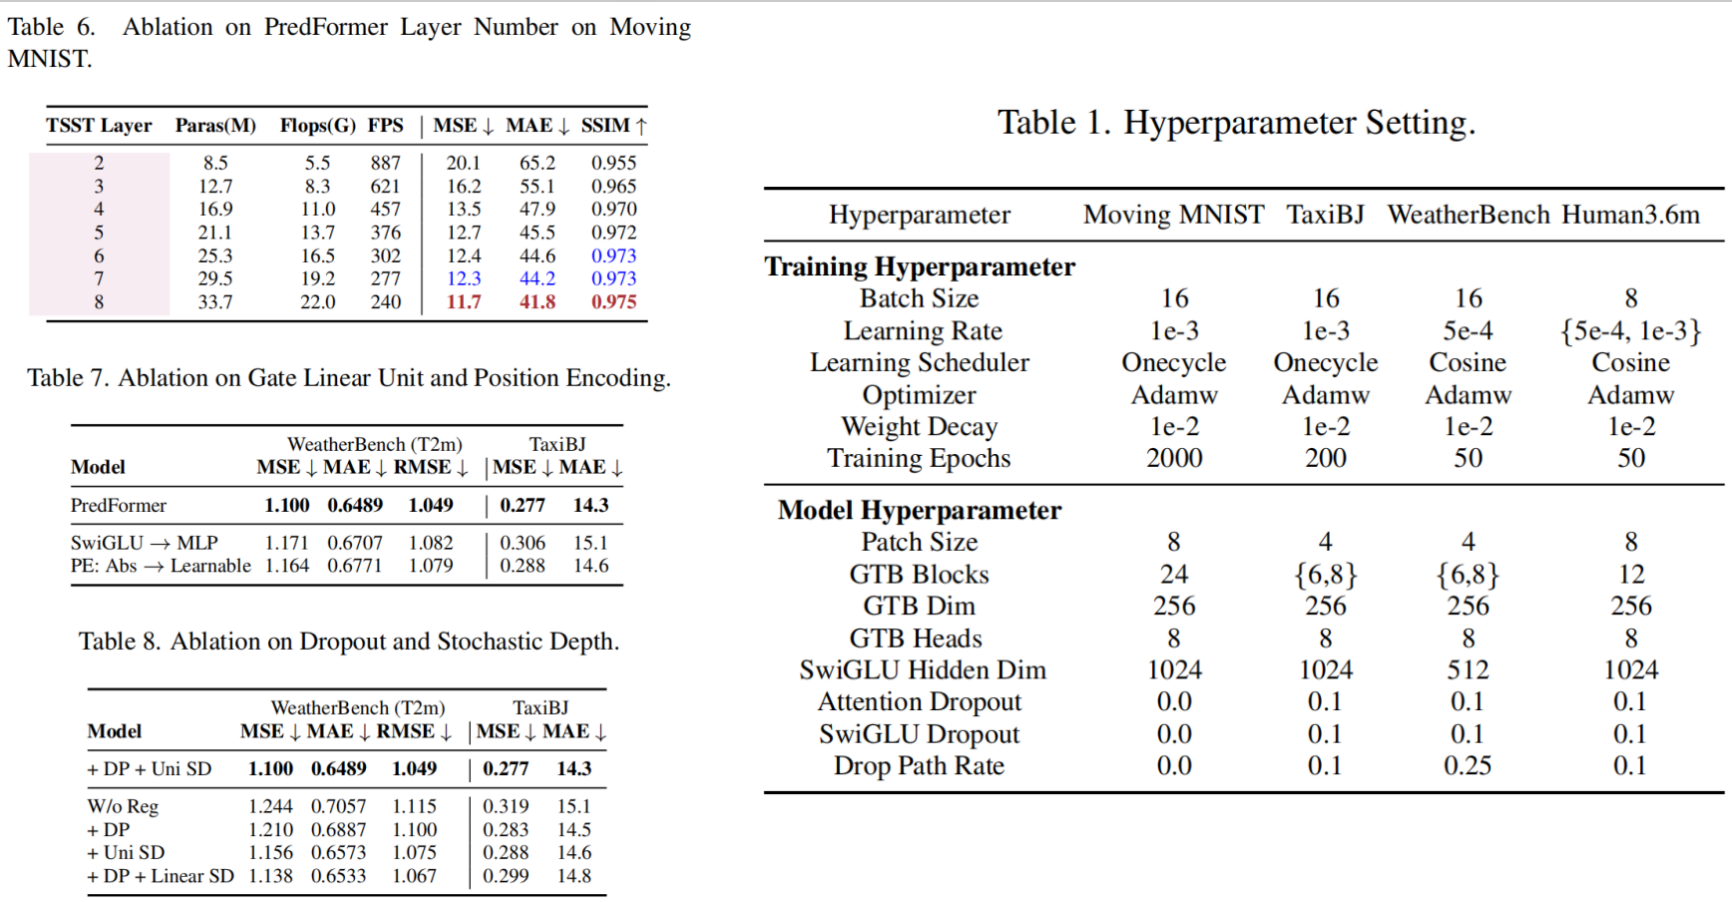 Table 6. Ablation on PredFormer Layer Number on Moving
MNIST.
TSST Layer Paras(M) Flops(G) FPS MSE ↓ MAE ↓ SSIM ↑
2 8.5 5.5 887 20.1 65.2 0.955
3 12.7 8.3 621 16.2 55.1 0.965
4 16.9 11.0 457 13.5 47.9 0.970
5 21.1 13.7 376 12.7 45.5 0.972
6 25.3 16.5 302 12.4 44.6 0.973
7 29.5 19.2 277 12.3 44.2 0.973
8 33.7 22.0 240 11.7 41.8 0.975
Table 7. Ablation on Gate Linear Unit and Position Encoding.
WeatherBench (T2m) TaxiBJ
Model MSE ↓ MAE ↓ RMSE ↓ MSE ↓ MAE ↓
PredFormer 1.100 0.6489 1.049 0.277 14.3
SwiGLU → MLP 1.171 0.6707 1.082 0.306 15.1
PE: Abs → Learnable 1.164 0.6771 1.079 0.288 14.6
Table 8. Ablation on Dropout and Stochastic Depth.
WeatherBench (T2m) TaxiBJ
Model MSE ↓ MAE ↓ RMSE ↓ MSE ↓ MAE ↓
+ DP + Uni SD 1.100 0.6489 1.049 0.277 14.3
W/o Reg 1.244 0.7057 1.115 0.319 15.1
+ DP 1.210 0.6887 1.100 0.283 14.5
+ Uni SD 1.156 0.6573 1.075 0.288 14.6
+ DP + Linear SD 1.138 0.6533 1.067 0.299 14.8
Table 1. Hyperparameter Setting.
Hyperparameter Moving MNIST TaxiBJ WeatherBench Human3.6m
Training Hyperparameter
Batch Size 16 16 16 8
Learning Rate 1e-3 1e-3 5e-4 {5e-4, 1e-3}
Learning Scheduler Onecycle Onecycle Cosine Cosine
Optimizer Adamw Adamw Adamw Adamw
Weight Decay 1e-2 1e-2 1e-2 1e-2
Training Epochs 2000 200 50 50
Model Hyperparameter
Patch Size 8 4 4 8
GTB Blocks 24 {6,8} {6,8} 12
GTB Dim 256 256 256 256
GTB Heads 8 8 8 8
SwiGLU Hidden Dim 1024 1024 512 1024
Attention Dropout 0.0 0.1 0.1 0.1
SwiGLU Dropout 0.0 0.1 0.1 0.1
Drop Path Rate 0.0 0.1 0.25 0.1